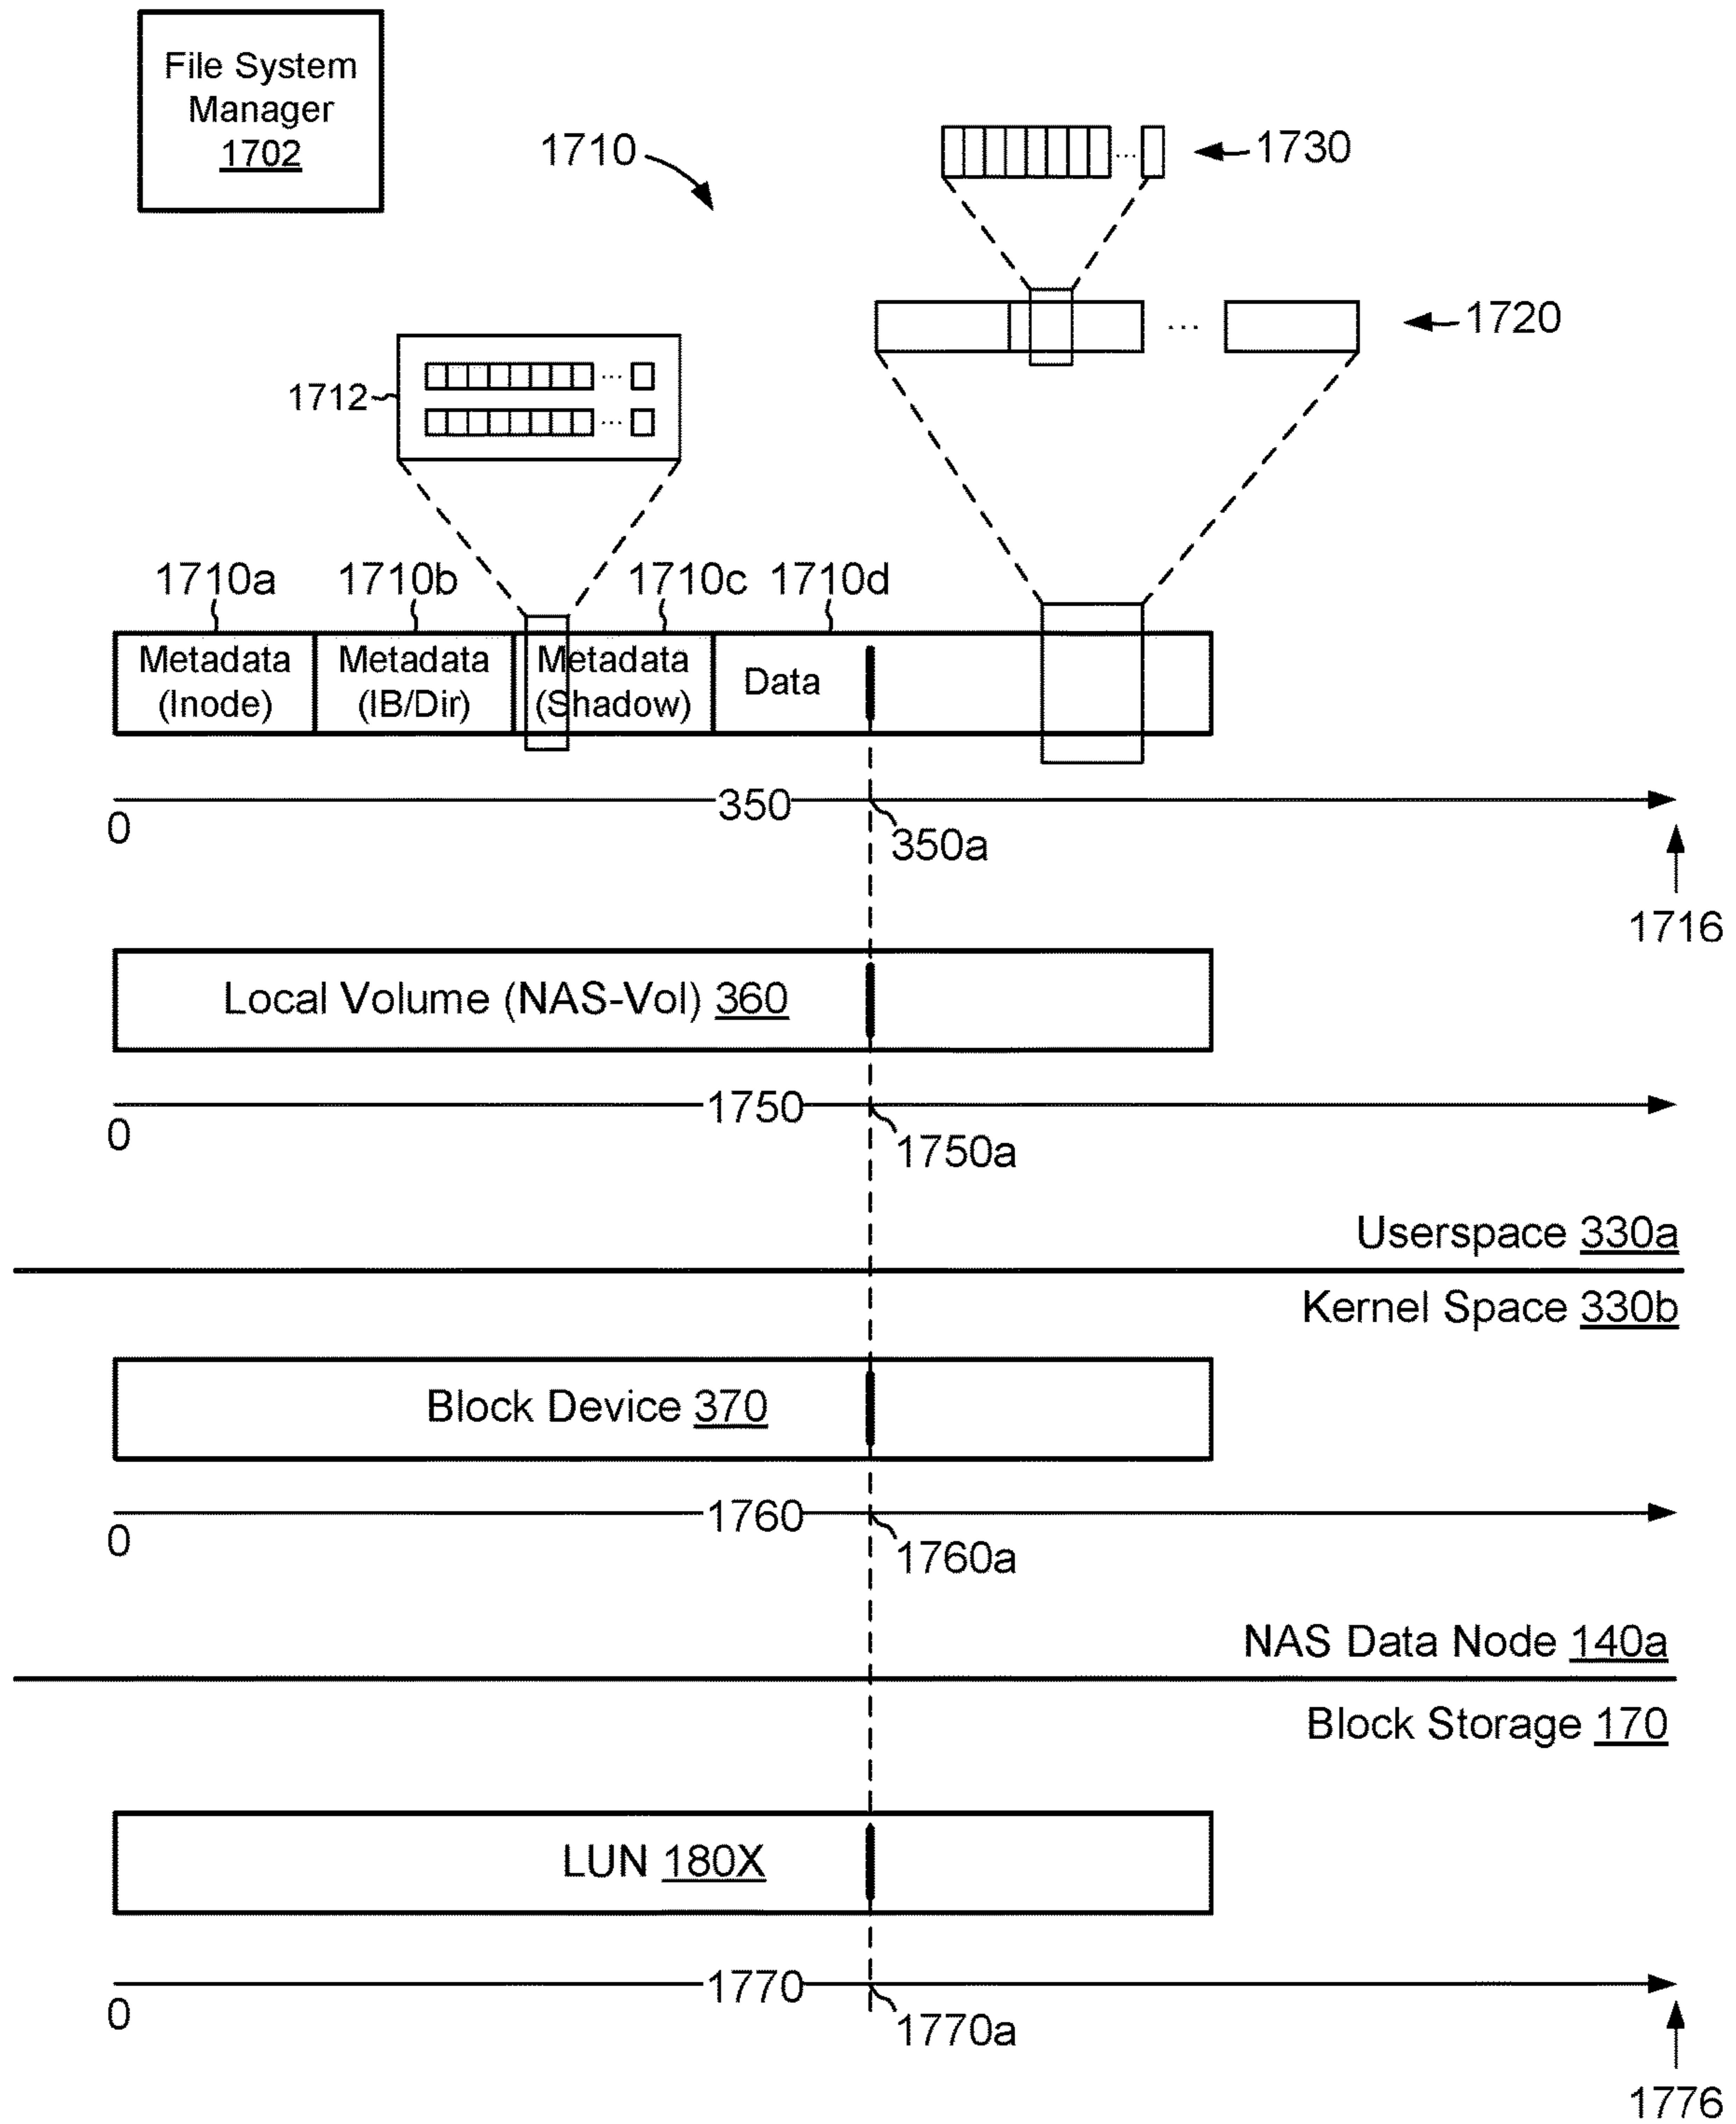 File System
Manager
1702
1710
1730
1720
1712
...
1710a 1710b 1710c 1710d
Metadata
(Inode)
Metadata
(IB/Dir)
Metadata
(Shadow)
Data
0
350
350a
1716
Local Volume (NAS-Vol) 360
0
1750
1750a
Userspace 330a
Kernel Space 330b
Block Device 370
0
1760
1760a
NAS Data Node 140a
Block Storage 170
LUN 180X
0
1770
1770a
1776